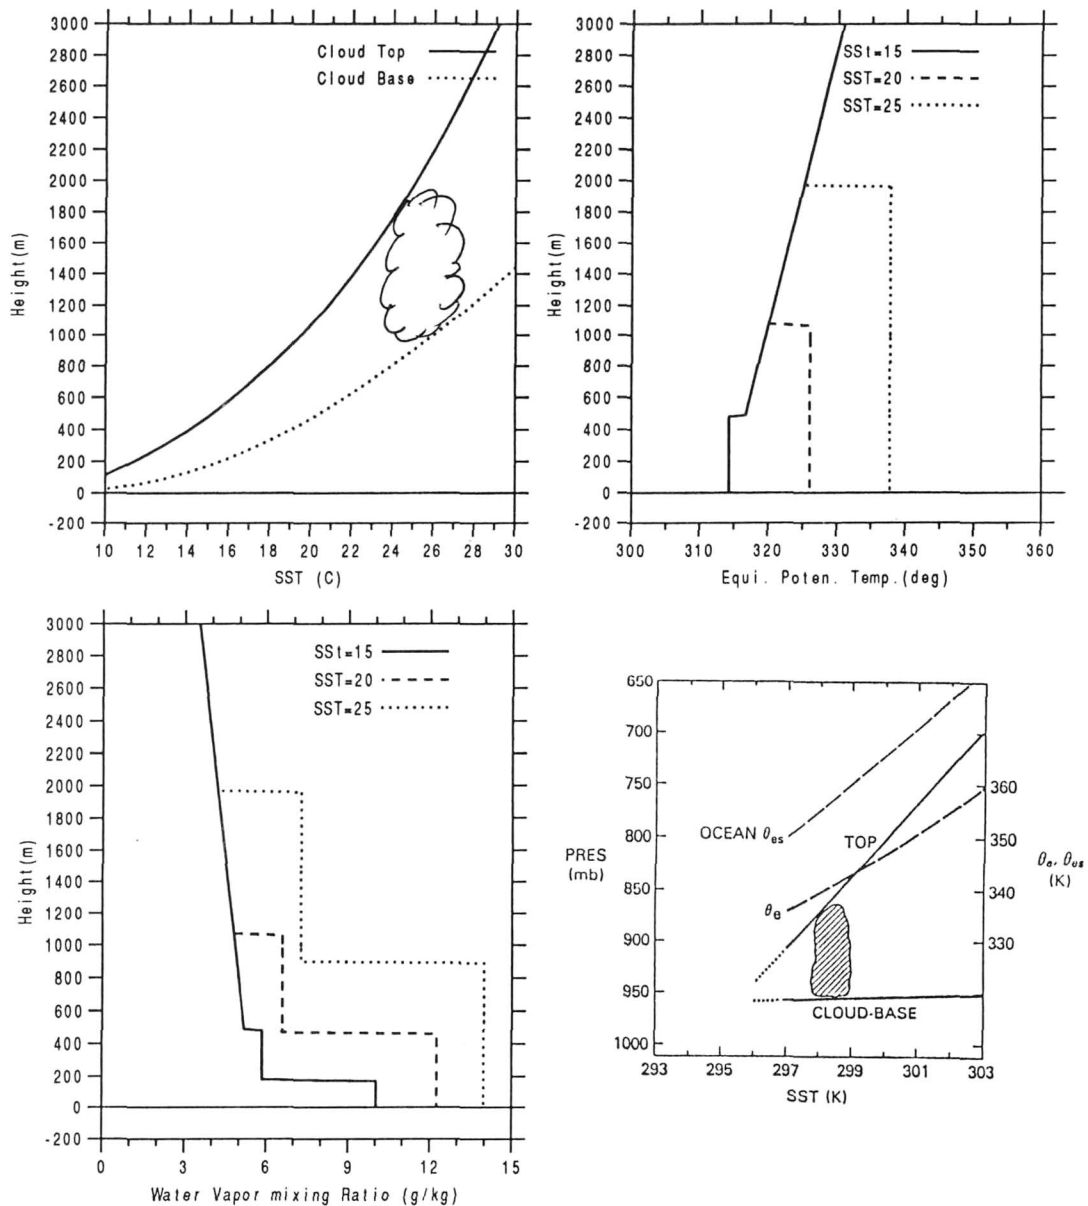 3000
2800
2600
2400
2200
2000
1800
1600
1400
1200
1000
800
600
400
200
0
-200
Height(m)
Cloud Top
Cloud Base
10 12 14 16 18 20 22 24 26 28 30
SST (C)
3000
2800
2600
2400
2200
2000
1800
1600
1400
1200
1000
800
600
400
200
0
-200
Height(m)
SSt=15
SST=20
SST=25
300 310 320 330 340 350 360
Equi. Poten. Temp.(deg)
3000
2800
2600
2400
2200
2000
1800
1600
1400
1200
1000
800
600
400
200
0
-200
Height(m)
SSt=15
SST=20
SST=25
0 3 6 9 12 15
Water Vapor mixing Ratio (g/kg)
650
700
750
800
850
900
950
1000
PRES
(mb)
OCEAN θes
TOP
θe
CLOUD-BASE
360
350
340
330
θe, θes
(K)
293 295 297 299 301 303
SST (K)